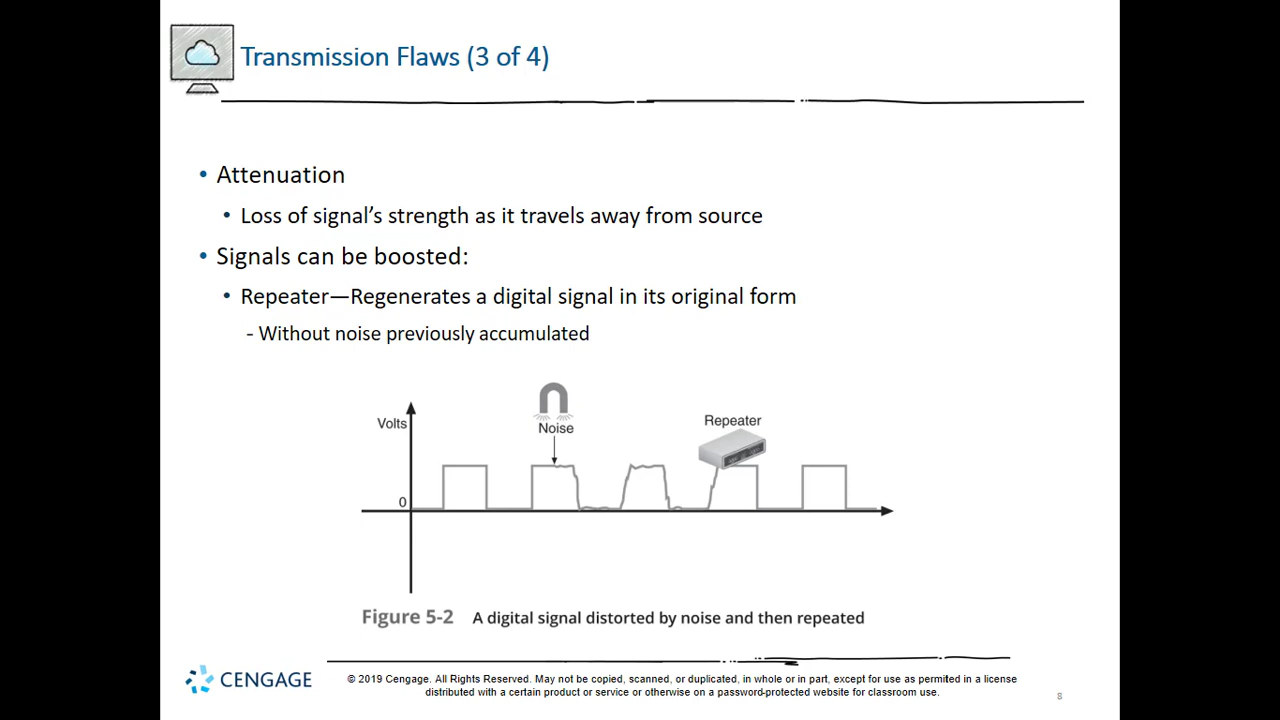 Transmission Flaws (3 of 4)
• Attenuation
• Loss of signal’s strength as it travels away from source
• Signals can be boosted:
• Repeater—Regenerates a digital signal in its original form
- Without noise previously accumulated
Volts
Noise
Repeater
0
Figure 5-2 A digital signal distorted by noise and then repeated
CENGAGE
© 2019 Cengage. All Rights Reserved. May not be copied, scanned, or duplicated, in whole or in part, except for use as permitted in a license
distributed with a certain product or service or otherwise on a password-protected website for classroom use.
8